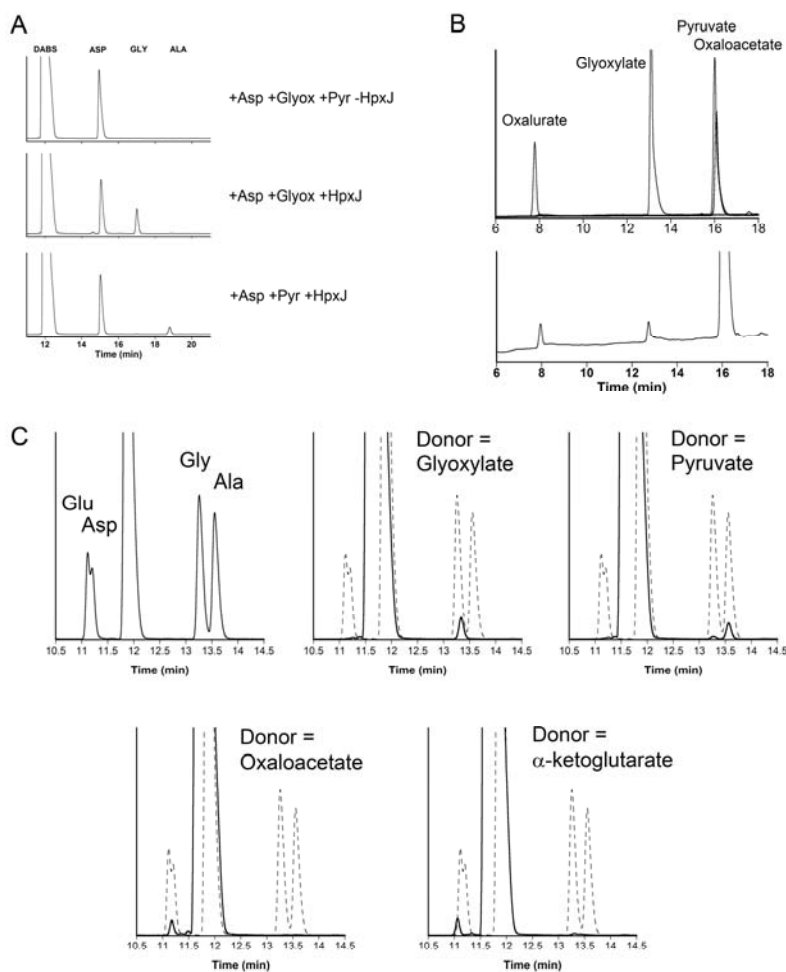 A
DABS ASP GLY ALA
+Asp +Glyox +Pyr -HpxJ
+Asp +Glyox +HpxJ
+Asp +Pyr +HpxJ
12 14 16 18 20
Time (min)
B
Pyruvate
Oxaloacetate
Glyoxylate
Oxalurate
6 8 10 12 14 16 18
6 8 10 12 14 16 18
Time (min)
C
Glu
Asp
Gly
Ala
10.5 11 11.5 12 12.5 13 13.5 14 14.5
Time (min)
Donor =
Glyoxylate
10.5 11 11.5 12 12.5 13 13.5 14 14.5
Time (min)
Donor =
Pyruvate
10.5 11 11.5 12 12.5 13 13.5 14 14.5
Time (min)
Donor =
Oxaloacetate
10.5 11 11.5 12 12.5 13 13.5 14 14.5
Time (min)
Donor =
α-ketoglutarate
10.5 11 11.5 12 12.5 13 13.5 14 14.5
Time (min)